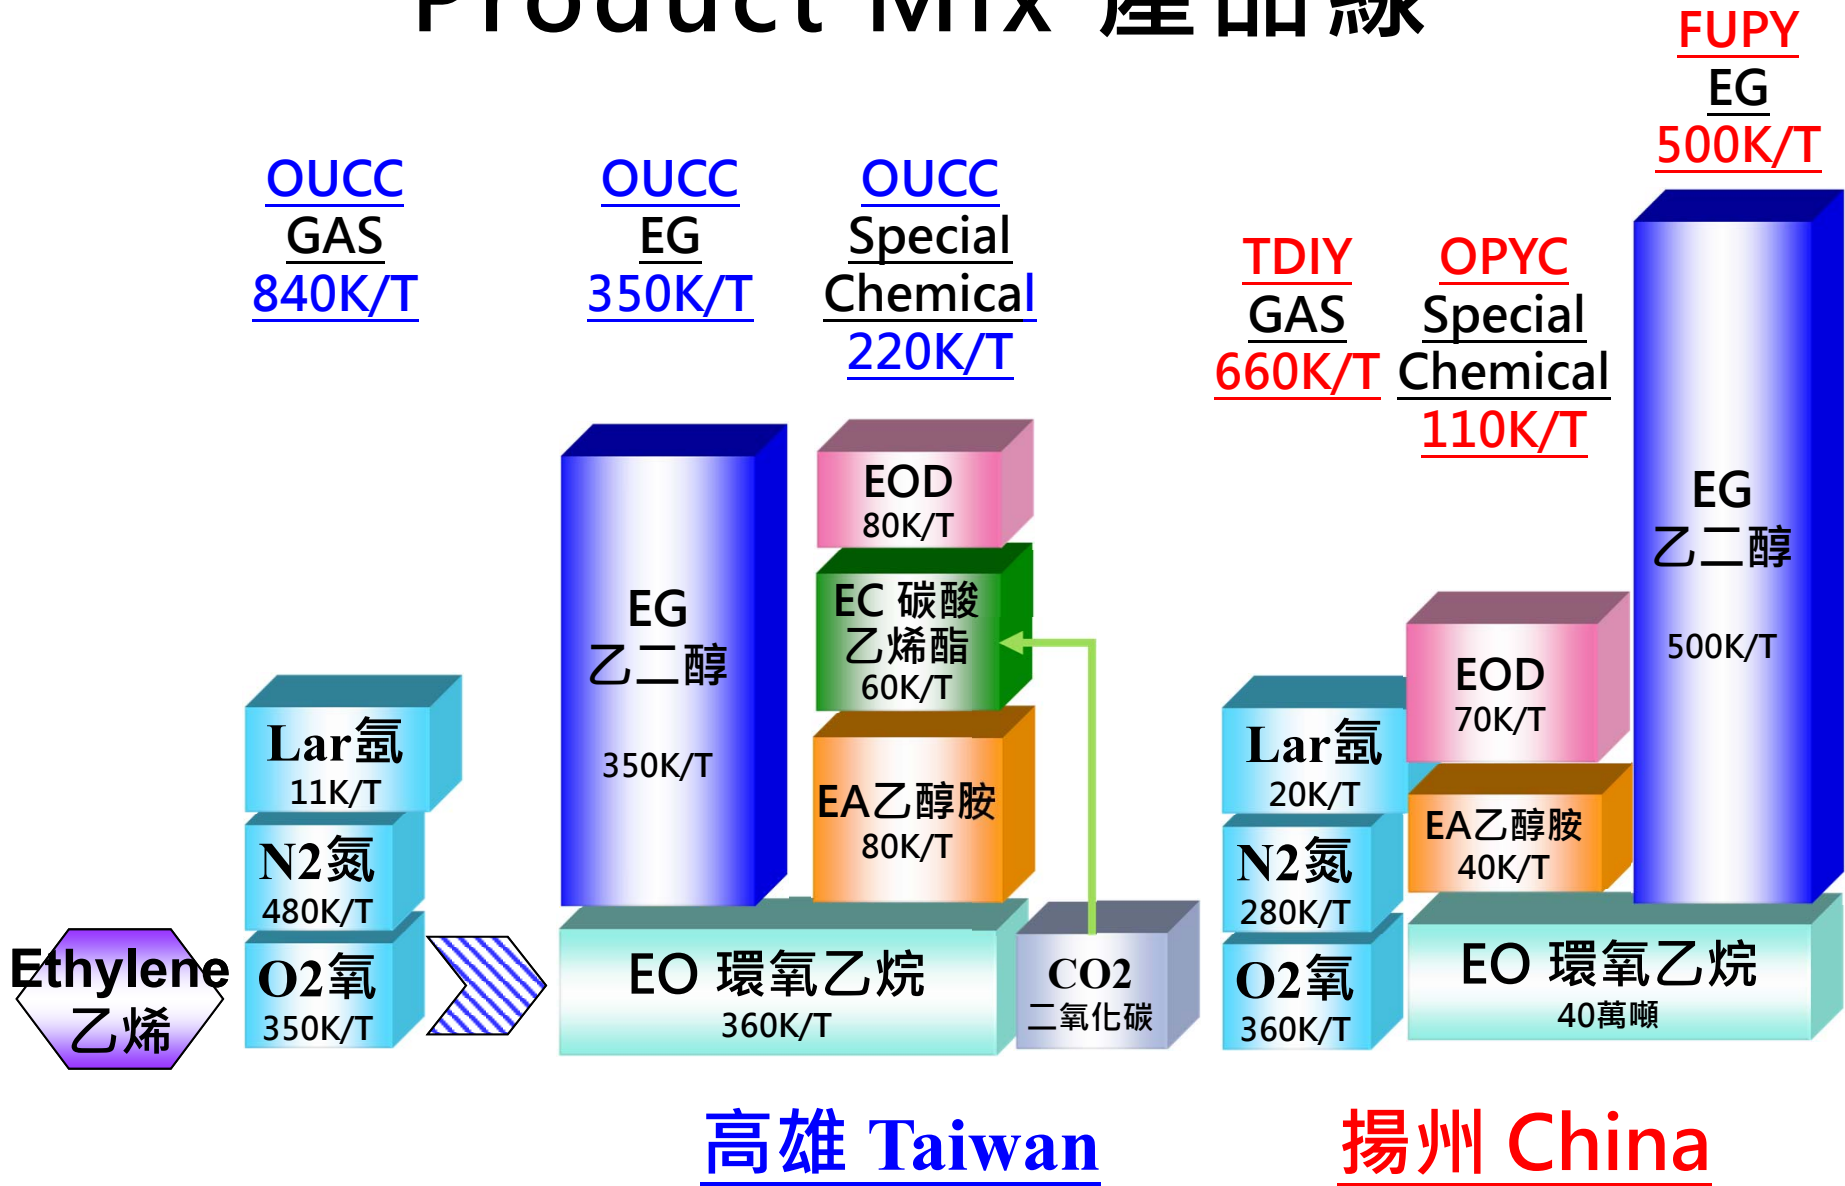 Product Mix 產品線
OUCC
GAS
840K/T
OUCC
EG
350K/T
OUCC
Special
Chemical
220K/T
TDIY
GAS
660K/T
OPYC
Special
Chemical
110K/T
FUPY
EG
500K/T
Ethylene
乙烯
Lar氬
11K/T
N2氮
480K/T
O2氧
350K/T
EG
乙二醇
350K/T
EOD
80K/T
EC 碳酸
乙烯酯
60K/T
EA乙醇胺
80K/T
EO 環氧乙烷
360K/T
CO2
二氧化碳
Lar氬
20K/T
N2氮
280K/T
O2氧
360K/T
EOD
70K/T
EA乙醇胺
40K/T
EG
乙二醇
500K/T
EO 環氧乙烷
40萬噸
高雄 Taiwan
揚州 China